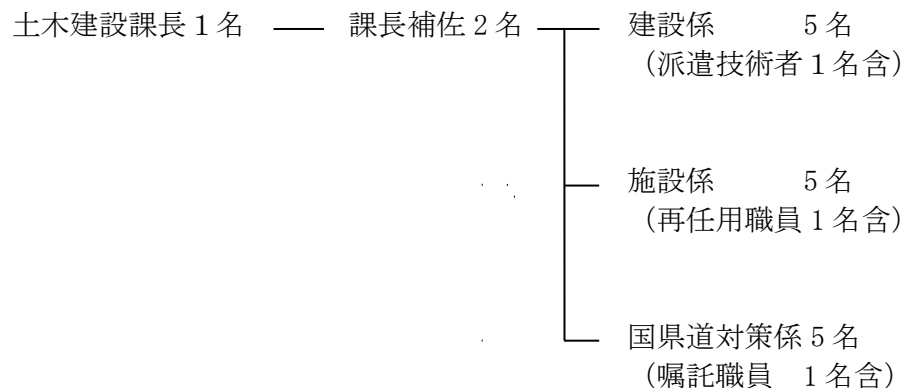 土木建設課長１名 課長補佐２名 建設係 5名
（派遣技術者１名含）
施設係 5名
（再任用職員１名含）
国県道対策係５名
（嘱託職員 1名含）